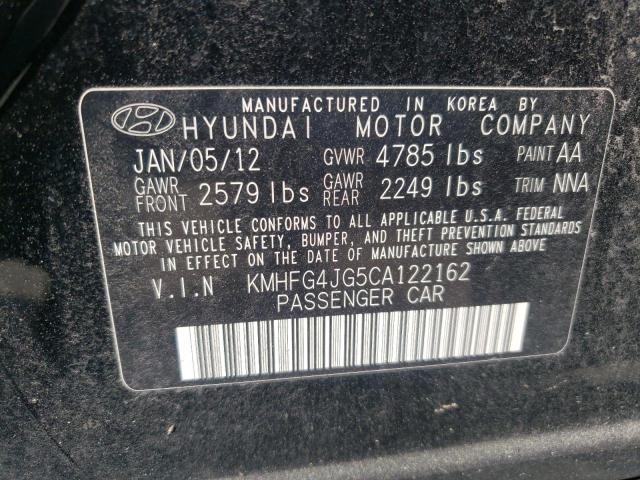 MANUFACTURED IN KOREA BY
HYUNDAI MOTOR COMPANY
JAN/05/12 GVWR 4785 lbs PAINT AA
GAWR FRONT 2579 lbs GAWR REAR 2249 lbs TRIM NNA
THIS VEHICLE CONFORMS TO ALL APPLICABLE U.S.A. FEDERAL
MOTOR VEHICLE SAFETY, BUMPER, AND THEFT PREVENTION STANDARDS
IN EFFECT ON THE DATE OF MANUFACTURE SHOWN ABOVE
V.I.N KMHFG4JG5CA122162
PASSENGER CAR